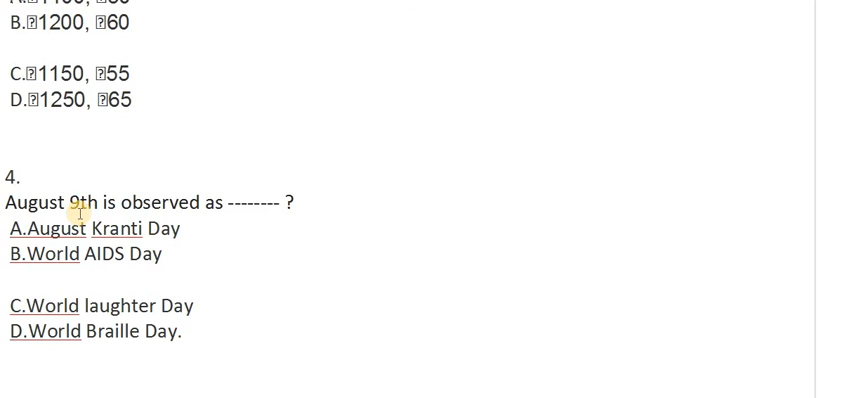 B.⍰1200, ⍰60
C.⍰1150, ⍰55
D.⍰1250, ⍰65
4.
August 9th is observed as -------- ?
A.August Kranti Day
B.World AIDS Day
C.World laughter Day
D.World Braille Day.